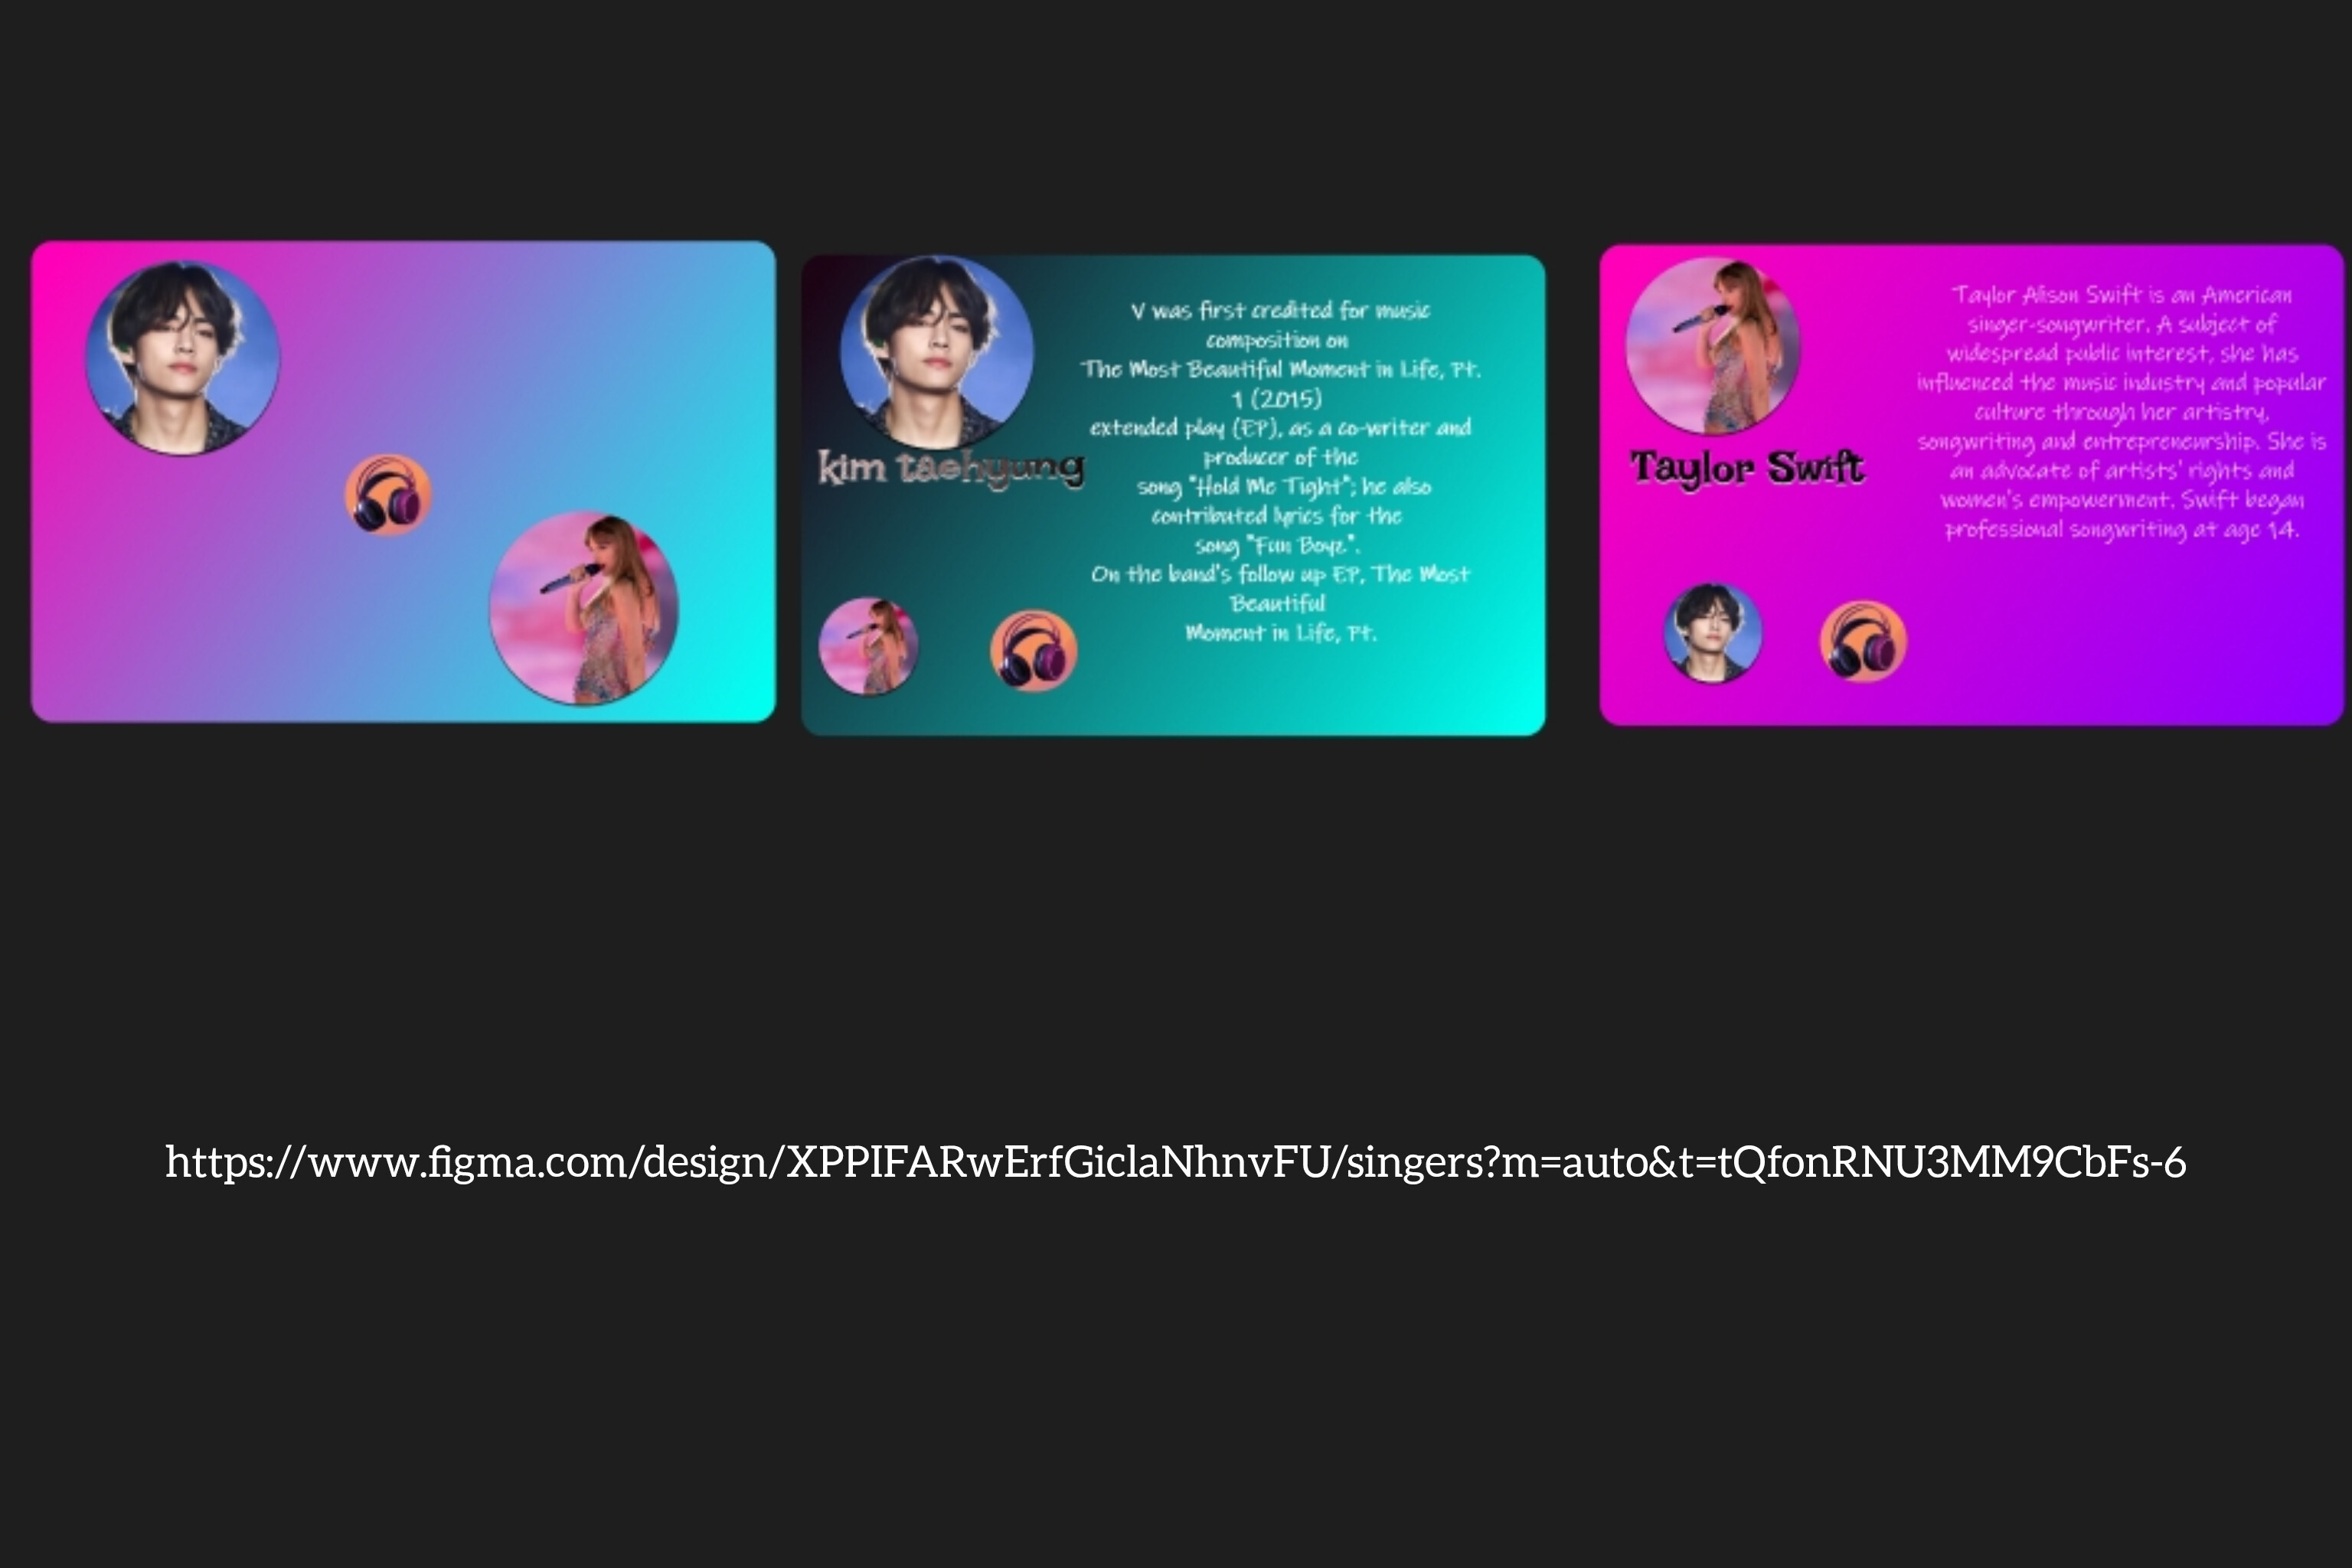 V was first credited for music
composition on
The Most Beautiful Moment in Life, Pt.
1 (2015)
extended play (EP), as a co-writer and
producer of the
song "Hold Me Tight"; he also
contributed lyrics for the
song "Fun Boyz".
On the band's follow up EP, The Most
Beautiful
Moment in Life, Pt.
kim taehyung
Taylor Alison Swift is an American
singer-songwriter. A subject of
widespread public interest, she has
influenced the music industry and popular
culture through her artistry,
songwriting and entrepreneurship. She is
an advocate of artists' rights and
women's empowerment. Swift began
professional songwriting at age 14.
Taylor Swift
https://www.figma.com/design/XPPIFARwErfGiclaNhnvFU/singers?m=auto&t=tQfonRNU3MM9CbFs-6